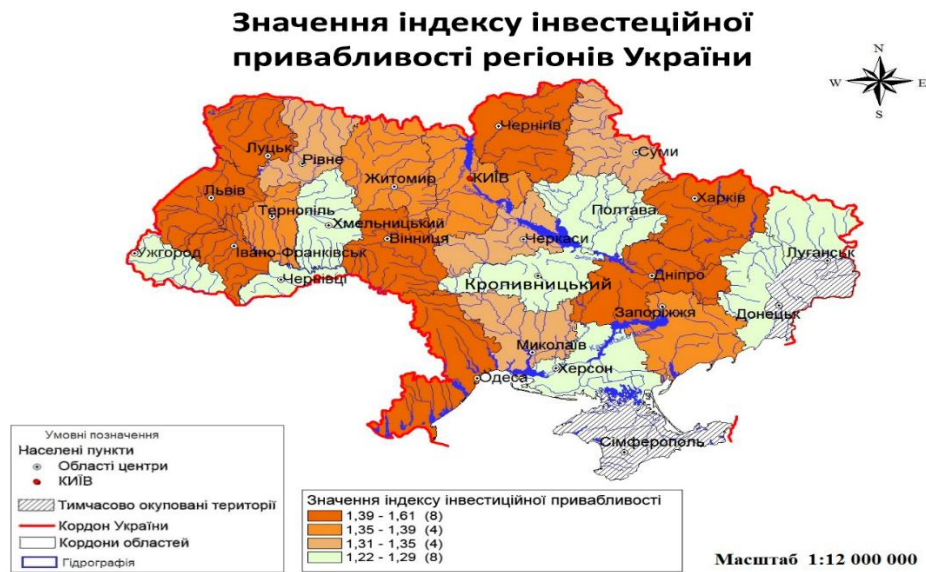 Значення індексу інвестеційної
привабливості регіонів України
N
W E
S
Чернігів
Луцьк
Рівне
Суми
Житомир
КИЇВ
Львів
Харків
Тернопіль
Хмельницький
Полтава
Вінниця
Черкаси
Ужгород
Івано-Франківськ
Луганськ
Чернівці
Кропивницький
Дніпро
Запоріжжя
Донецьк
Миколаїв
Херсон
Одеса
Сімферополь
Умовні позначення
Населені пункти
Області центри
КИЇВ
Тимчасово окуповані території
Кордон України
Кордони областей
Гідрографія
Значення індексу інвестиційної привабливості
1,39 - 1,61 (8)
1,35 - 1,39 (4)
1,31 - 1,35 (4)
1,22 - 1,29 (8)
Масштаб 1:12 000 000